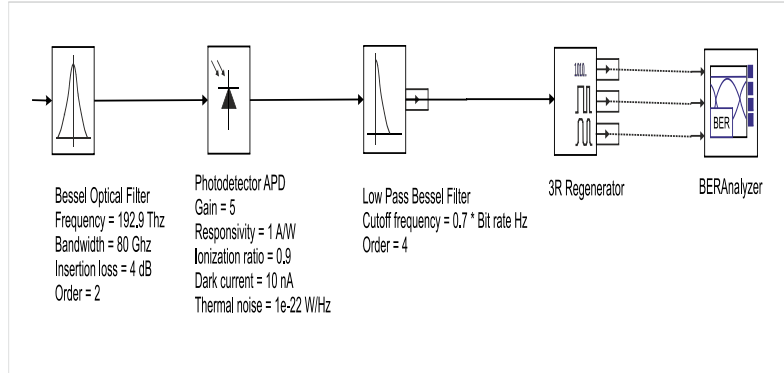 1010.
BER
Bessel Optical Filter
Frequency = 192.9 Thz
Bandwidth = 80 Ghz
Insertion loss = 4 dB
Order = 2
Photodetector APD
Gain = 5
Responsivity = 1 A/W
Ionization ratio = 0.9
Dark current = 10 nA
Thermal noise = 1e-22 W/Hz
Low Pass Bessel Filter
Cutoff frequency = 0.7 * Bit rate Hz
Order = 4
3R Regenerator
BERAnalyzer